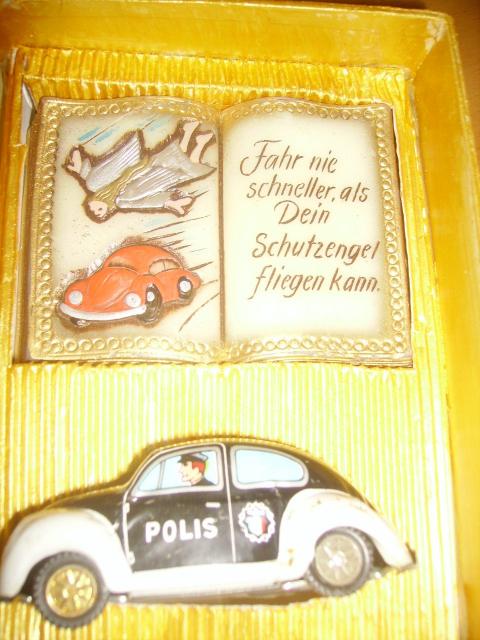 Fahr nie
schneller, als
Dein
Schutzengel
fliegen kann.
POLIS